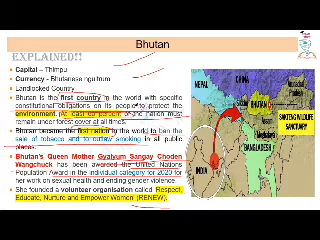 Bhutan
EXPLAINED!!
Capital – Thimpu
Currency - Bhutanese ngultrum
Landlocked Country
Bhutan is the first country in the world with specific
constitutional obligations on its people to protect the
environment. (At least 60 percent of the nation must
remain under forest cover at all times.
Bhutan became the first nation in the world to ban the
sale of tobacco and to outlaw smoking in all public
places.
Bhutan's Queen Mother Gyalyum Sangay Choden
Wangchuck has been awarded the United Nations
Population Award in the individual category for 2020 for
her work on sexual health and ending gender violence.
She founded a volunteer organisation called 'Respect,
Educate, Nurture and Empower Women' (RENEW).
NEPAL
CHINA
BHUTAN
SAKTENG WILDLIFE
SANCTUARY
BANGLADESH
INDIA